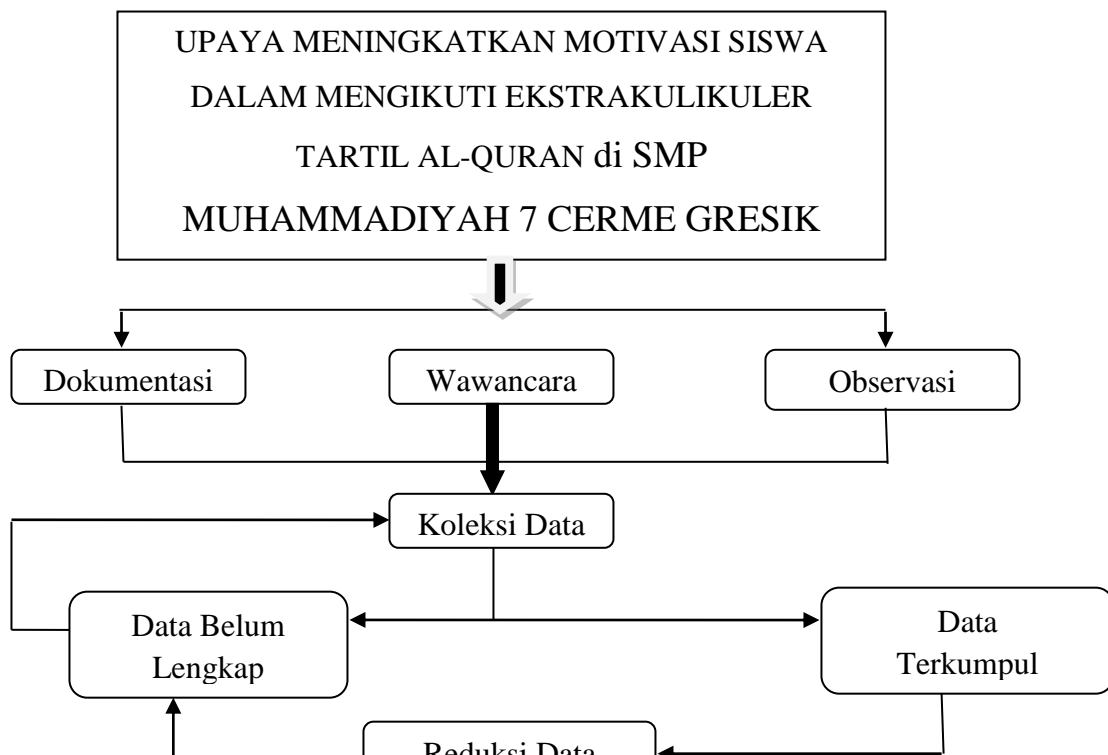 UPAYA MENINGKATKAN MOTIVASI SISWA
DALAM MENGIKUTI EKSTRAKULIKULER
TARTIL AL-QURAN di SMP
MUHAMMADIYAH 7 CERME GRESIK
Dokumentasi
Wawancara
Observasi
Koleksi Data
Data Belum
Lengkap
Data
Terkumpul
Reduksi Data